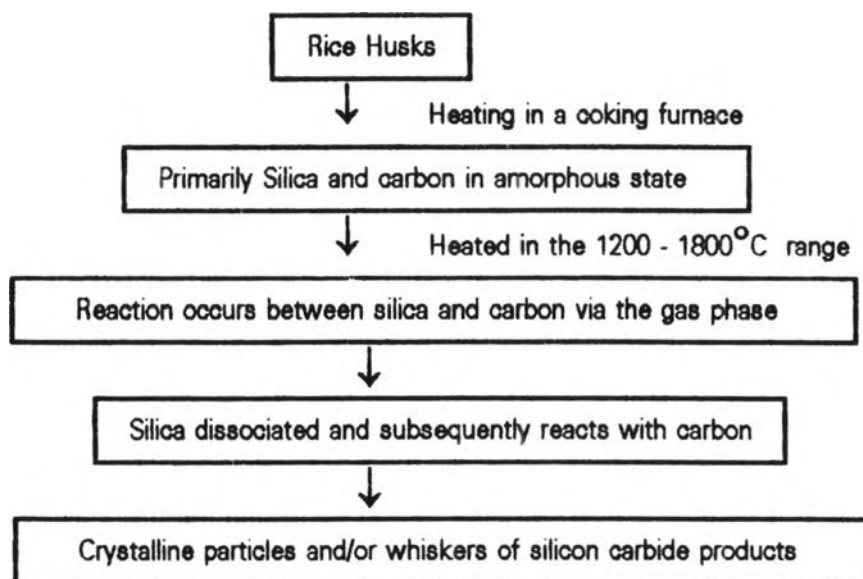 Rice Husks
Heating in a coking furnace
Primarily Silica and carbon in amorphous state
Heated in the 1200 - 1800°C range
Reaction occurs between silica and carbon via the gas phase
Silica dissociated and subsequently reacts with carbon
Crystalline particles and/or whiskers of silicon carbide products